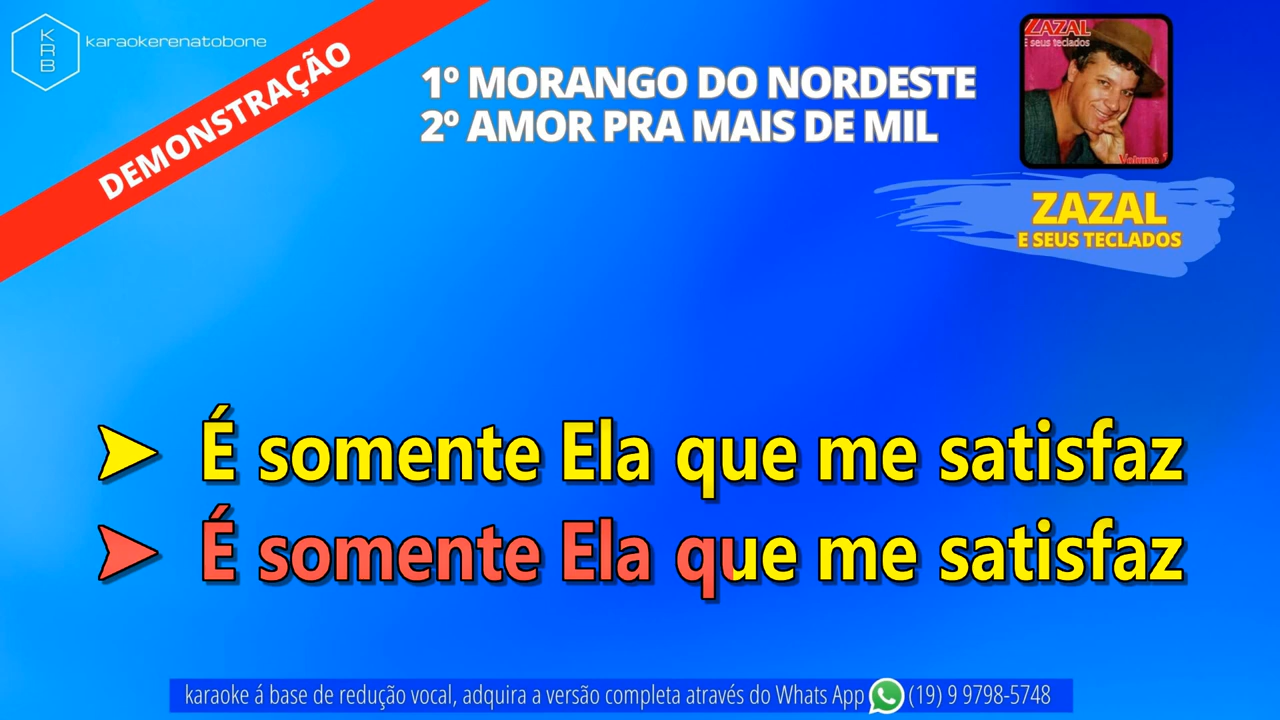 KRB
karaokerenatobone
DEMONSTRAÇÃO
1º MORANGO DO NORDESTE
2º AMOR PRA MAIS DE MIL
ZAZAL
E seus teclados
Volume
ZAZAL
E SEUS TECLADOS
➤ É somente Ela que me satisfaz
➤ É somente Ela que me satisfaz
karaoke á base de redução vocal, adquira a versão completa através do Whats App (19) 9 9798-5748